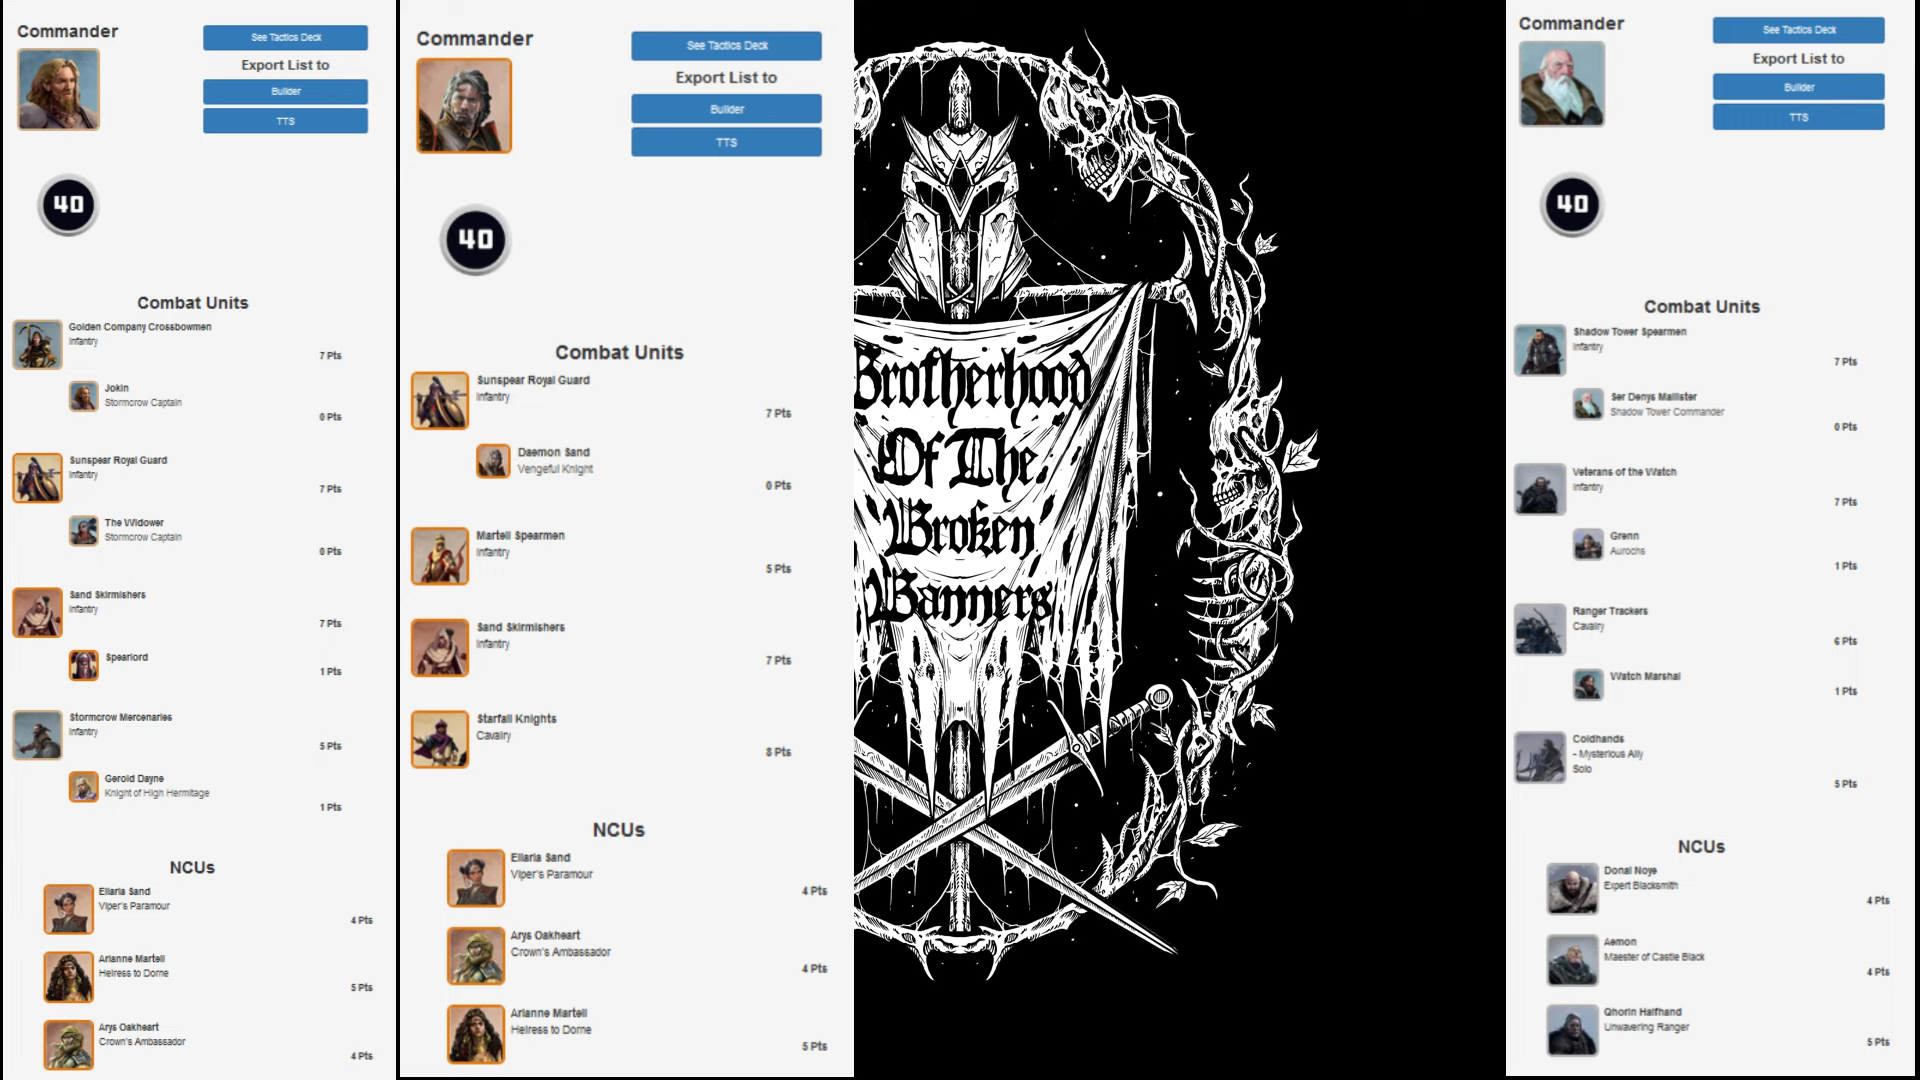 Commander
See Tactics Deck
Export List to
Builder
TTS
40
Combat Units
Golden Company Crossbowmen
Infantry
7 Pts
Jokin
Stormcrow Captain
0 Pts
Sunspear Royal Guard
Infantry
7 Pts
The Widower
Stormcrow Captain
0 Pts
Sand Skirmishers
Infantry
7 Pts
Spearlord
1 Pts
Stormcrow Mercenaries
Infantry
5 Pts
Gerold Dayne
Knight of High Hermitage
1 Pts
NCUs
Ellaria Sand
Viper's Paramour
4 Pts
Arianne Martell
Heiress to Dorne
5 Pts
Arys Oakheart
Crown's Ambassador
4 Pts
Commander
See Tactics Deck
Export List to
Builder
TTS
40
Combat Units
Sunspear Royal Guard
Infantry
7 Pts
Daemon Sand
Vengeful Knight
0 Pts
Martell Spearmen
Infantry
5 Pts
Sand Skirmishers
Infantry
7 Pts
Starfall Knights
Cavalry
8 Pts
NCUs
Ellaria Sand
Viper's Paramour
4 Pts
Arys Oakheart
Crown's Ambassador
4 Pts
Arianne Martell
Heiress to Dorne
5 Pts
Brotherhood
Of The
Broken
Banners
Commander
See Tactics Deck
Export List to
Builder
TTS
40
Combat Units
Shadow Tower Spearmen
Infantry
7 Pts
Ser Denys Mallister
Shadow Tower Commander
0 Pts
Veterans of the Watch
Infantry
7 Pts
Grenn
Aurochs
1 Pts
Ranger Trackers
Cavalry
6 Pts
Watch Marshal
1 Pts
Coldhands
- Mysterious Ally
Solo
5 Pts
NCUs
Donal Noye
Expert Blacksmith
4 Pts
Aemon
Maester of Castle Black
4 Pts
Qhorin Halfhand
Unwavering Ranger
5 Pts